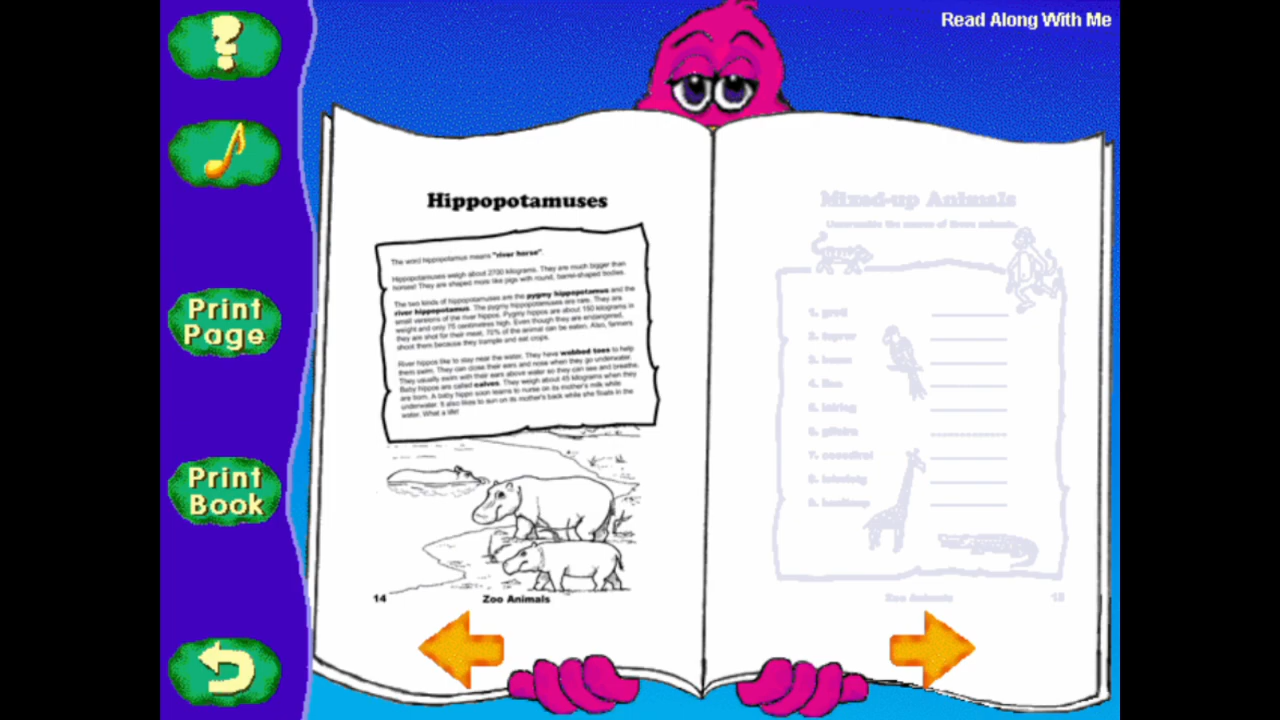 Read Along With Me
Print
Page
Print
Book
Hippopotamuses
The word hippopotamus means "river horse".
Hippopotamuses weigh about 2700 kilograms. They are much bigger than
horses! They are shaped more like pigs with round, barrel-shaped bodies.
The two kinds of hippopotamuses are the pygmy hippopotamus and the
river hippopotamus. The pygmy hippopotamuses are rare. They are
small versions of the river hippos. Pygmy hippos are about 150 kilograms in
weight and only 75 centimetres high. Even though they are endangered,
they are shot for their meat, 70% of the animal can be eaten. Also, farmers
shoot them because they trample and eat crops.
River hippos like to stay near the water. They have webbed toes to help
them swim. They can close their ears and nose when they go underwater.
They usually swim with their ears above water so they can see and breathe.
Baby hippos are called calves. They weigh about 45 kilograms when they
are born. A baby hippo soon learns to nurse on its mother's milk while
underwater. It also likes to sun on its mother's back while she floats in the
water. What a life!
14
Zoo Animals
Mixed-up Animals
Unscramble the names of these animals.
1.
2.
3.
4.
5.
6.
7.
8.
9.
Zoo Animals
15